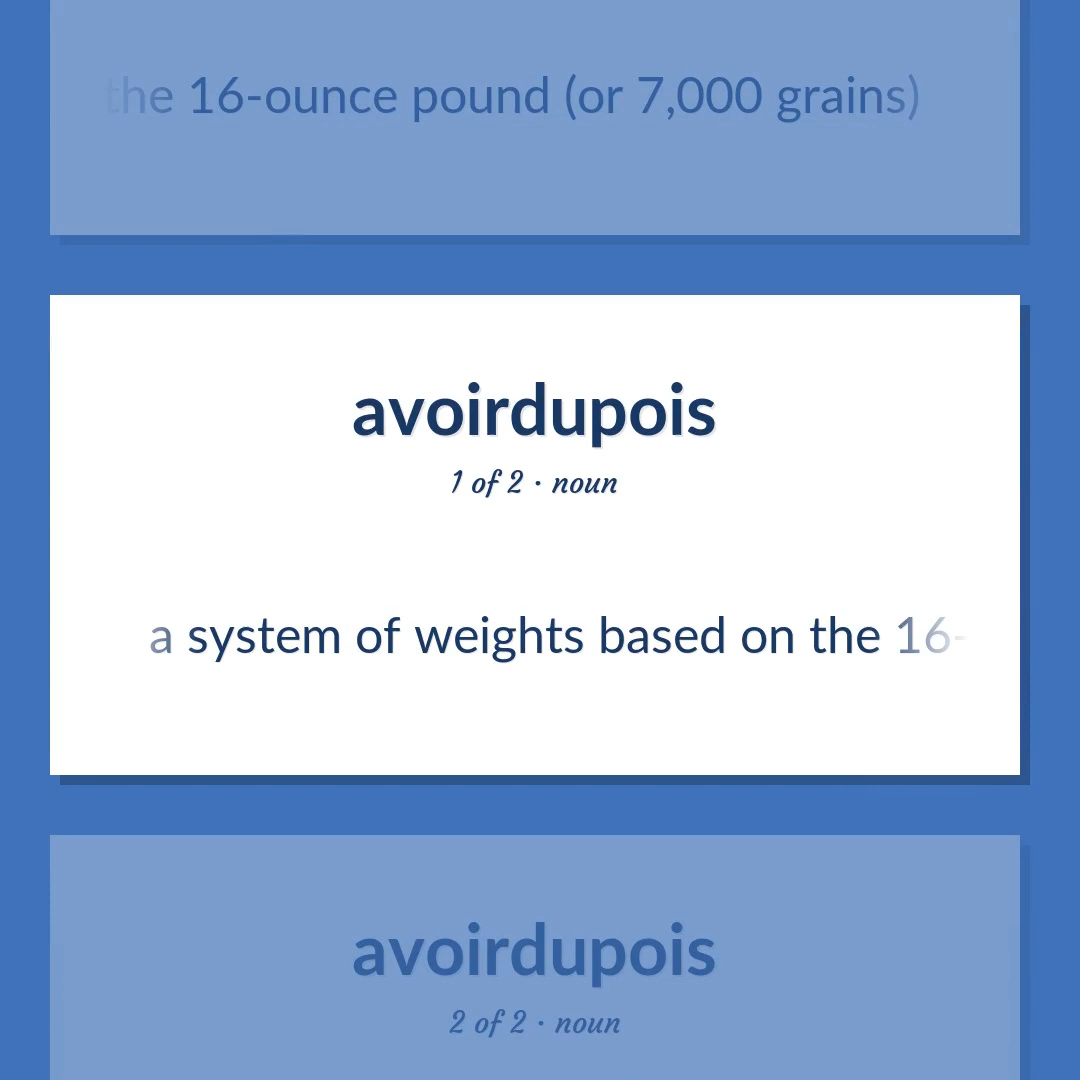 the 16-ounce pound (or 7,000 grains)
avoirdupois
1 of 2 · noun
a system of weights based on the 16-
avoirdupois
2 of 2 · noun